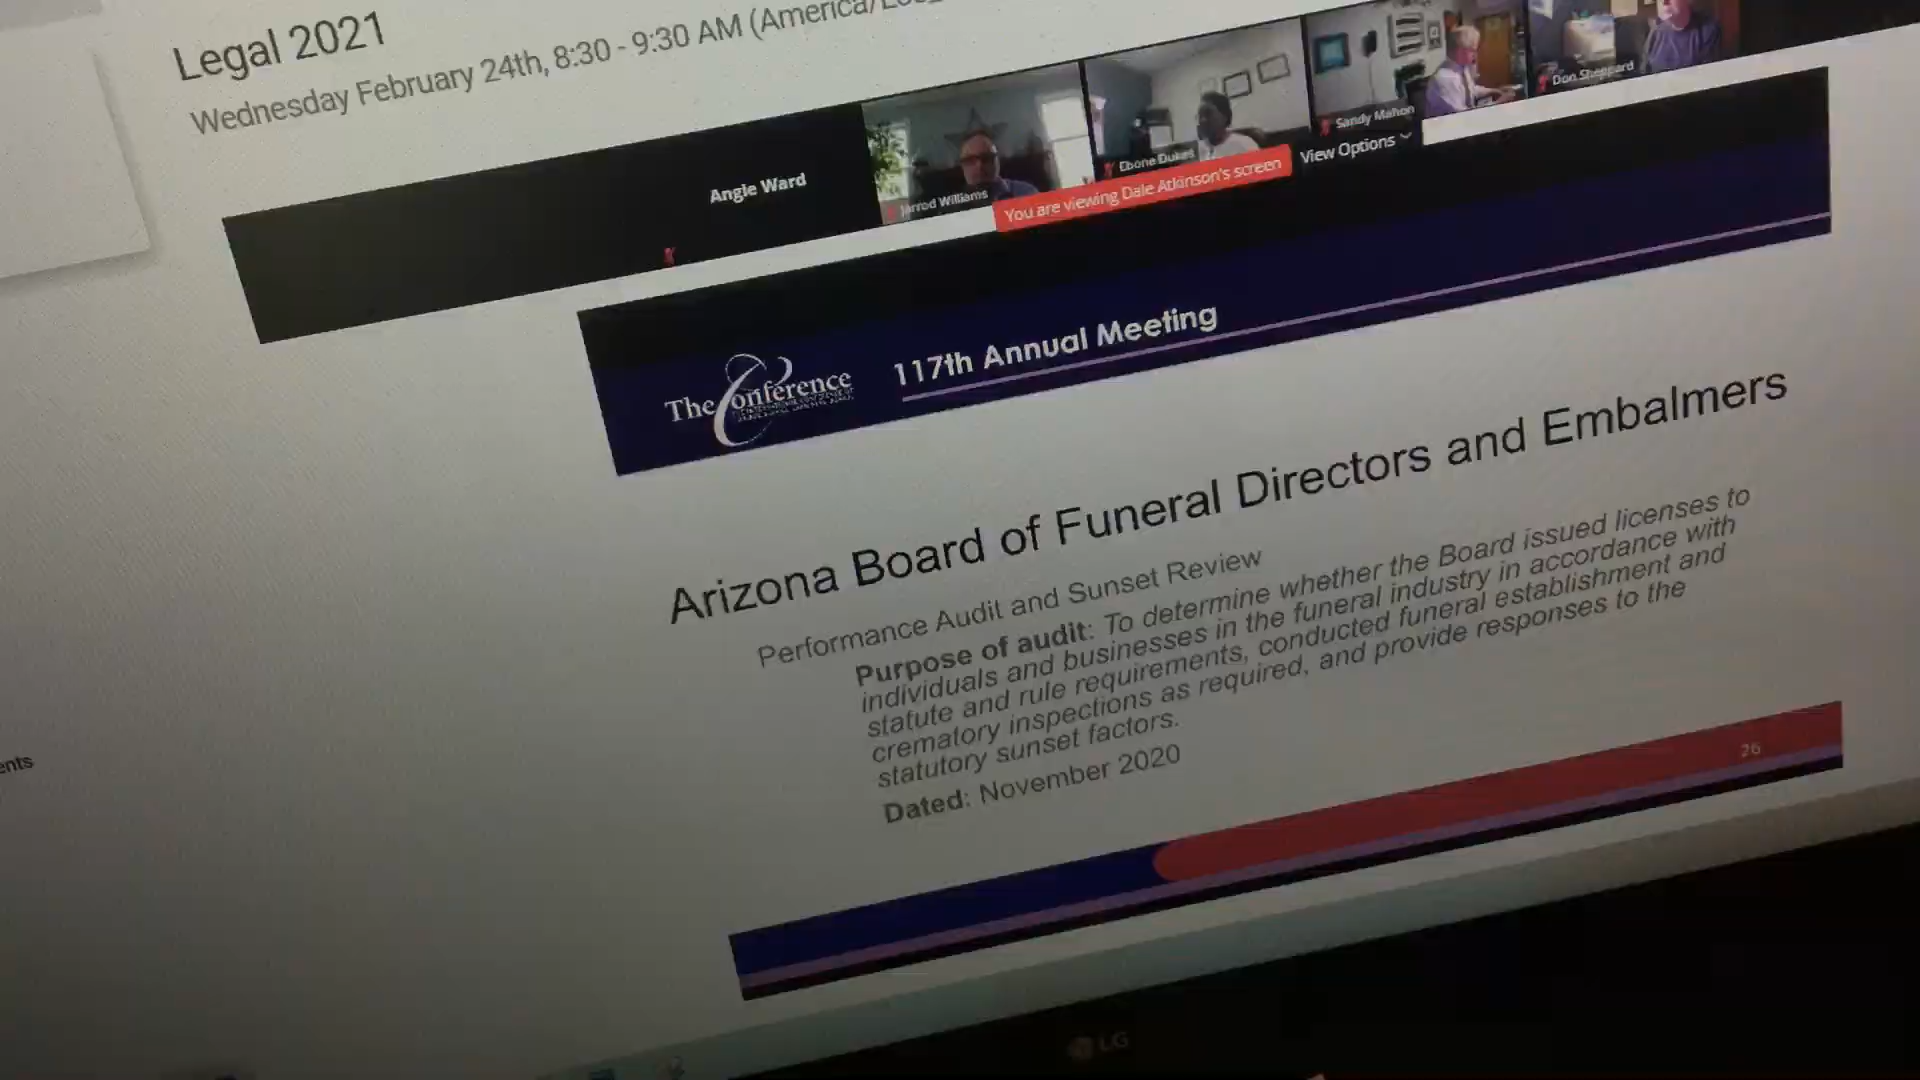 Legal 2021
Wednesday February 24th, 8:30 - 9:30 AM (America/
Angle Ward
Jarrod Williams
Ebone Dukes
Sandy Mahon
Don Sheppard
You are viewing Dale Atkinson's screen
View Options
The Conference
117th Annual Meeting
Arizona Board of Funeral Directors and Embalmers
Performance Audit and Sunset Review
Purpose of audit: To determine whether the Board issued licenses to
individuals and businesses in the funeral industry in accordance with
statute and rule requirements, conducted funeral establishment and
crematory inspections as required, and provide responses to the
statutory sunset factors.
Dated: November 2020
26
ents
LG